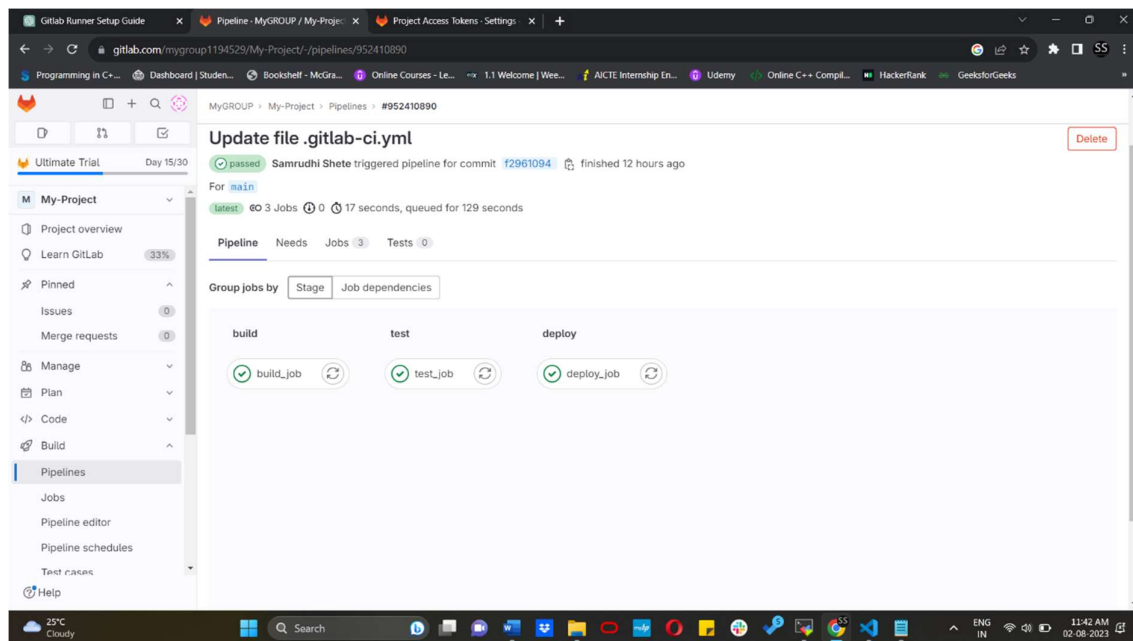 Gitlab Runner Setup Guide
Pipeline · MyGROUP / My-Projec
Project Access Tokens · Settings
gitlab.com/mygroup1194529/My-Project/-/pipelines/952410890
SS
Programming in C+... Dashboard | Studen... Bookshelf - McGra... Online Courses - Le... 1.1 Welcome | Wee... AICTE Internship En... Udemy Online C++ Compil... HackerRank GeeksforGeeks
MyGROUP > My-Project > Pipelines > #952410890
Ultimate Trial Day 15/30
M My-Project
Project overview
Learn GitLab 33%
Pinned
Issues 0
Merge requests 0
Manage
Plan
Code
Build
Pipelines
Jobs
Pipeline editor
Pipeline schedules
Test cases
Help
Update file .gitlab-ci.yml
Delete
passed Samrudhi Shete triggered pipeline for commit f2961094 finished 12 hours ago
For main
latest 3 Jobs 0 17 seconds, queued for 129 seconds
Pipeline Needs Jobs 3 Tests 0
Group jobs by Stage Job dependencies
build test deploy
build_job test_job deploy_job
25°C
Cloudy
Search
ENG
IN
11:42 AM
02-08-2023